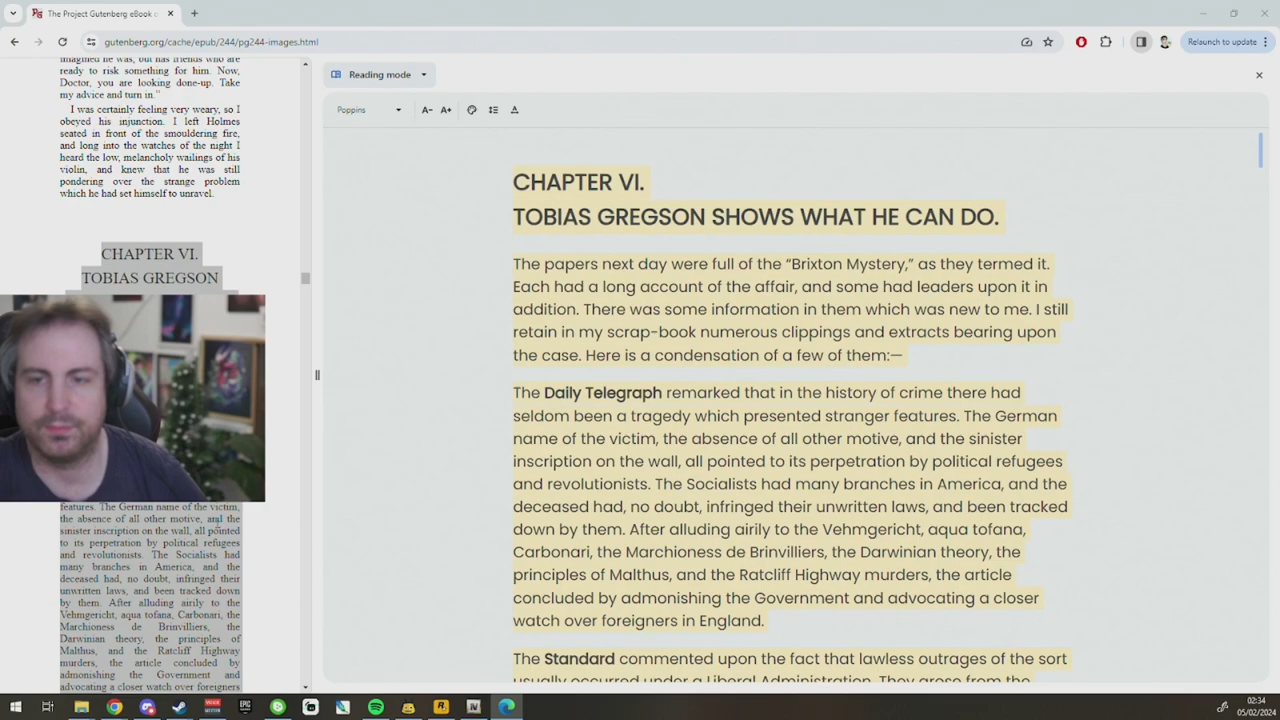 The Project Gutenberg eBook o
gutenberg.org/cache/epub/244/pg244-images.html
Relaunch to update
imagined he was, but has friends who are
ready to risk something for him. Now,
Doctor, you are looking done-up. Take
my advice and turn in."
I was certainly feeling very weary, so I
obeyed his injunction. I left Holmes
seated in front of the smouldering fire,
and long into the watches of the night I
heard the low, melancholy wailings of his
violin, and knew that he was still
pondering over the strange problem
which he had set himself to unravel.
CHAPTER VI.
TOBIAS GREGSON
features. The German name of the victim,
the absence of all other motive, and the
sinister inscription on the wall, all pointed
to its perpetration by political refugees
and revolutionists. The Socialists had
many branches in America, and the
deceased had, no doubt, infringed their
unwritten laws, and been tracked down
by them. After alluding airily to the
Vehmgericht, aqua tofana, Carbonari, the
Marchioness de Brinvilliers, the
Darwinian theory, the principles of
Malthus, and the Ratcliff Highway
murders, the article concluded by
admonishing the Government and
advocating a closer watch over foreigners
Reading mode
Poppins
A-
A+
CHAPTER VI.
TOBIAS GREGSON SHOWS WHAT HE CAN DO.
The papers next day were full of the “Brixton Mystery,” as they termed it.
Each had a long account of the affair, and some had leaders upon it in
addition. There was some information in them which was new to me. I still
retain in my scrap-book numerous clippings and extracts bearing upon
the case. Here is a condensation of a few of them:—
The Daily Telegraph remarked that in the history of crime there had
seldom been a tragedy which presented stranger features. The German
name of the victim, the absence of all other motive, and the sinister
inscription on the wall, all pointed to its perpetration by political refugees
and revolutionists. The Socialists had many branches in America, and the
deceased had, no doubt, infringed their unwritten laws, and been tracked
down by them. After alluding airily to the Vehmgericht, aqua tofana,
Carbonari, the Marchioness de Brinvilliers, the Darwinian theory, the
principles of Malthus, and the Ratcliff Highway murders, the article
concluded by admonishing the Government and advocating a closer
watch over foreigners in England.
The Standard commented upon the fact that lawless outrages of the sort
usually occurred under a Liberal Administration. They arose from the
02:34
05/02/2024